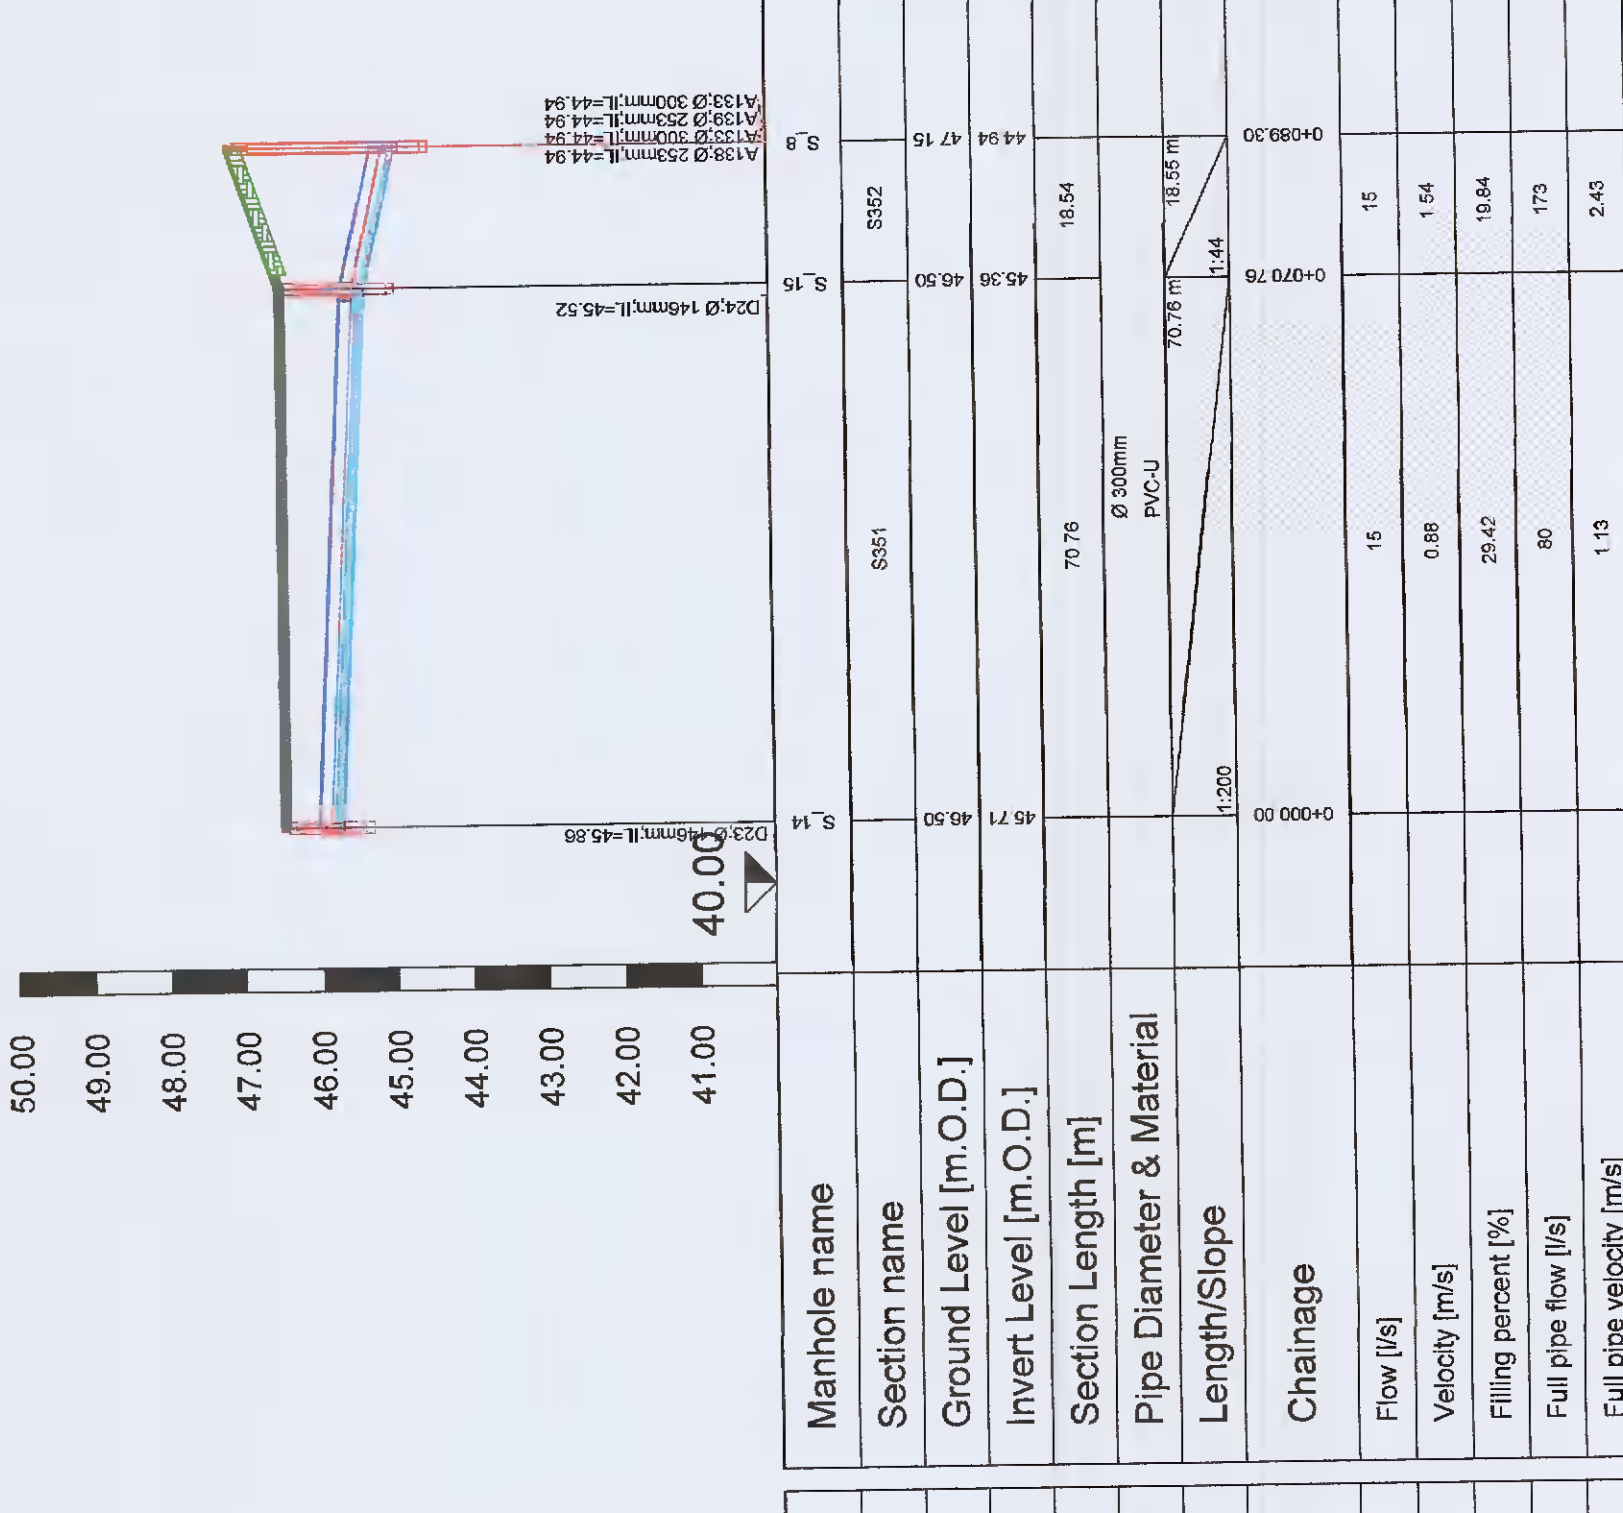 50.00
49.00
48.00
47.00
46.00
45.00
44.00
43.00
42.00
41.00
40.00
D23;Ø 146mm;IL=45.86
D24;Ø 146mm;IL=45.52
A138;Ø 253mm;IL=44.94
A133;Ø 300mm;IL=44.94
A139;Ø 253mm;IL=44.94
A133;Ø 300mm;IL=44.94
Manhole name S_14 S_15 S_8
Section name S351 S352
Ground Level [m.O.D.] 46.50 46.50 47.15
Invert Level [m.O.D.] 45.71 45.36 44.94
Section Length [m] 70.76 18.54
Pipe Diameter & Material Ø 300mm
PVC-U
Length/Slope 1:200 70.76 m 1:44 18.55 m
Chainage 0+000.00 0+070.76 0+089.30
Flow [l/s] 15 15
Velocity [m/s] 0.88 1.54
Filling percent [%] 29.42 19.84
Full pipe flow [l/s] 80 173
Full pipe velocity [m/s] 1.13 2.43